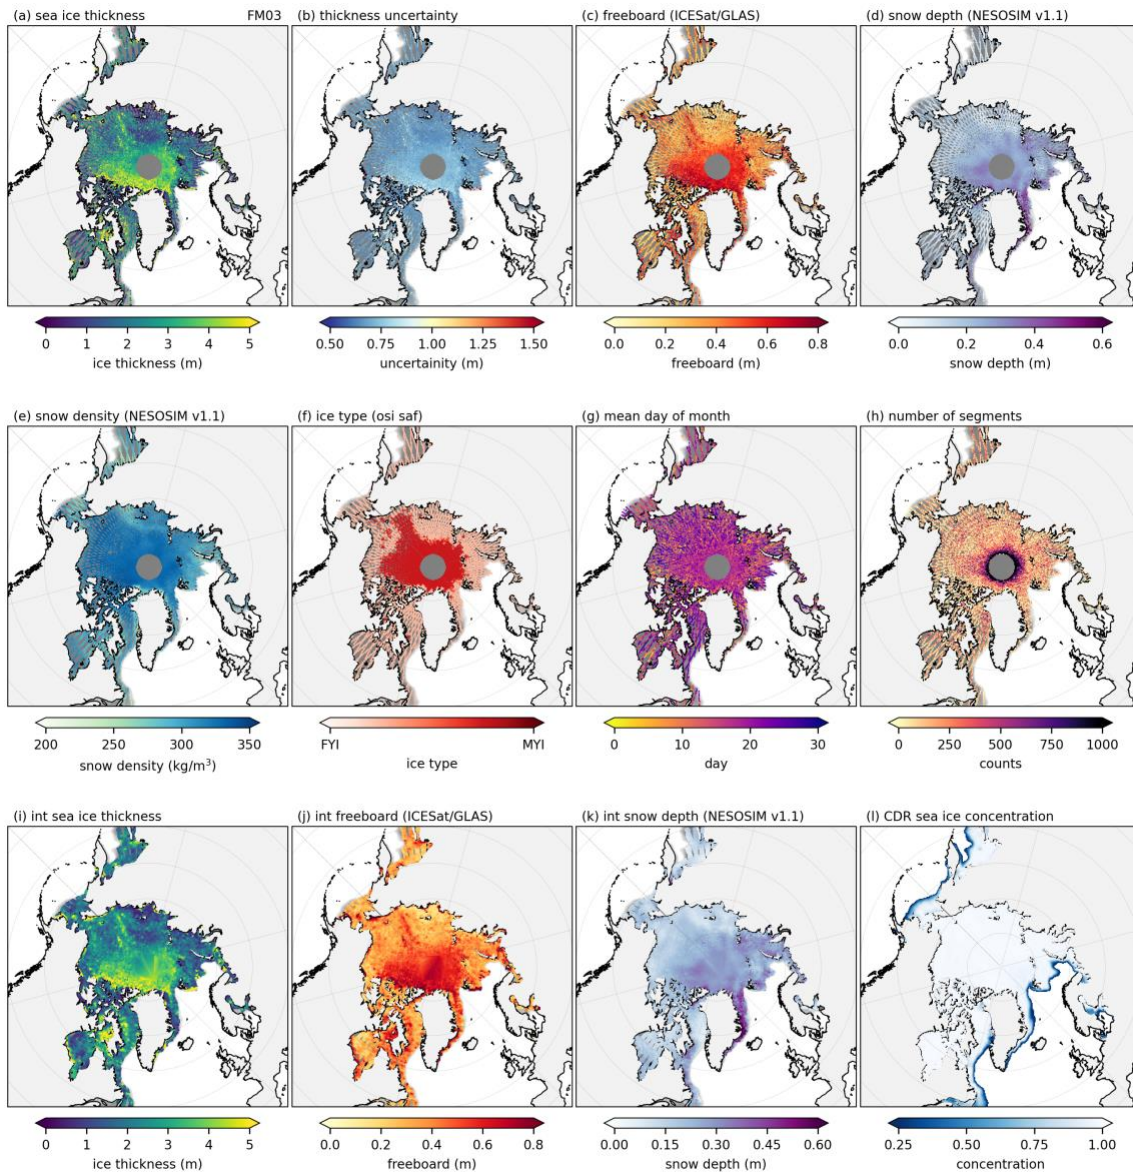 (a) sea ice thickness FM03
(b) thickness uncertainty
(c) freeboard (ICESat/GLAS)
(d) snow depth (NESOSIM v1.1)
0 1 2 3 4 5
ice thickness (m)
0.50 0.75 1.00 1.25 1.50
uncertainity (m)
0.0 0.2 0.4 0.6 0.8
freeboard (m)
0.0 0.2 0.4 0.6
snow depth (m)
(e) snow density (NESOSIM v1.1)
(f) ice type (osi saf)
(g) mean day of month
(h) number of segments
200 250 300 350
snow density (kg/m³)
FYI MYI
ice type
0 10 20 30
day
0 250 500 750 1000
counts
(i) int sea ice thickness
(j) int freeboard (ICESat/GLAS)
(k) int snow depth (NESOSIM v1.1)
(l) CDR sea ice concentration
0 1 2 3 4 5
ice thickness (m)
0.0 0.2 0.4 0.6 0.8
freeboard (m)
0.00 0.15 0.30 0.45 0.60
snow depth (m)
0.25 0.50 0.75 1.00
concentration